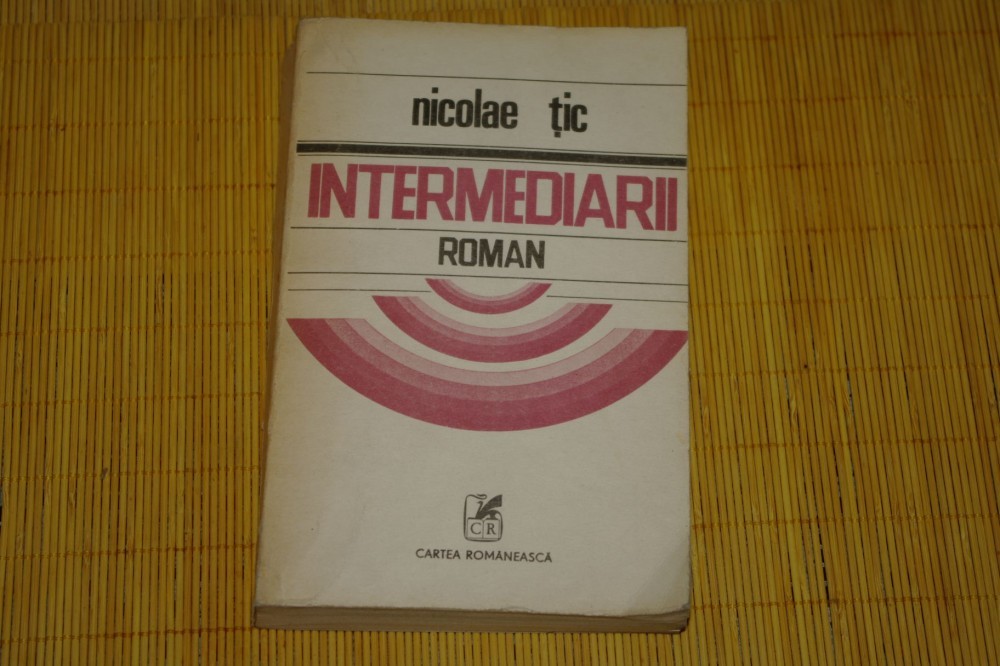 nicolae țic
INTERMEDIARII
ROMAN
CR
CARTEA ROMÂNEASCĂ